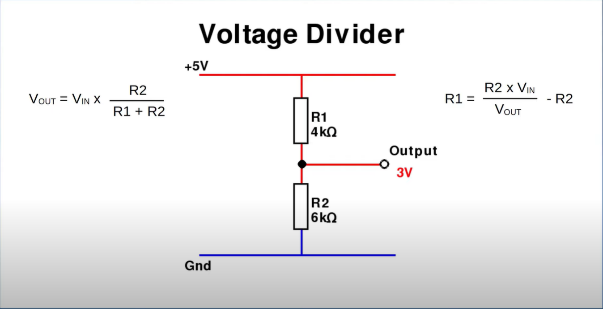 Voltage Divider
+5V
VOUT = VIN x R2
R1 + R2
R1 = R2 x VIN - R2
VOUT
R1
4kΩ
Output
3V
R2
6kΩ
Gnd